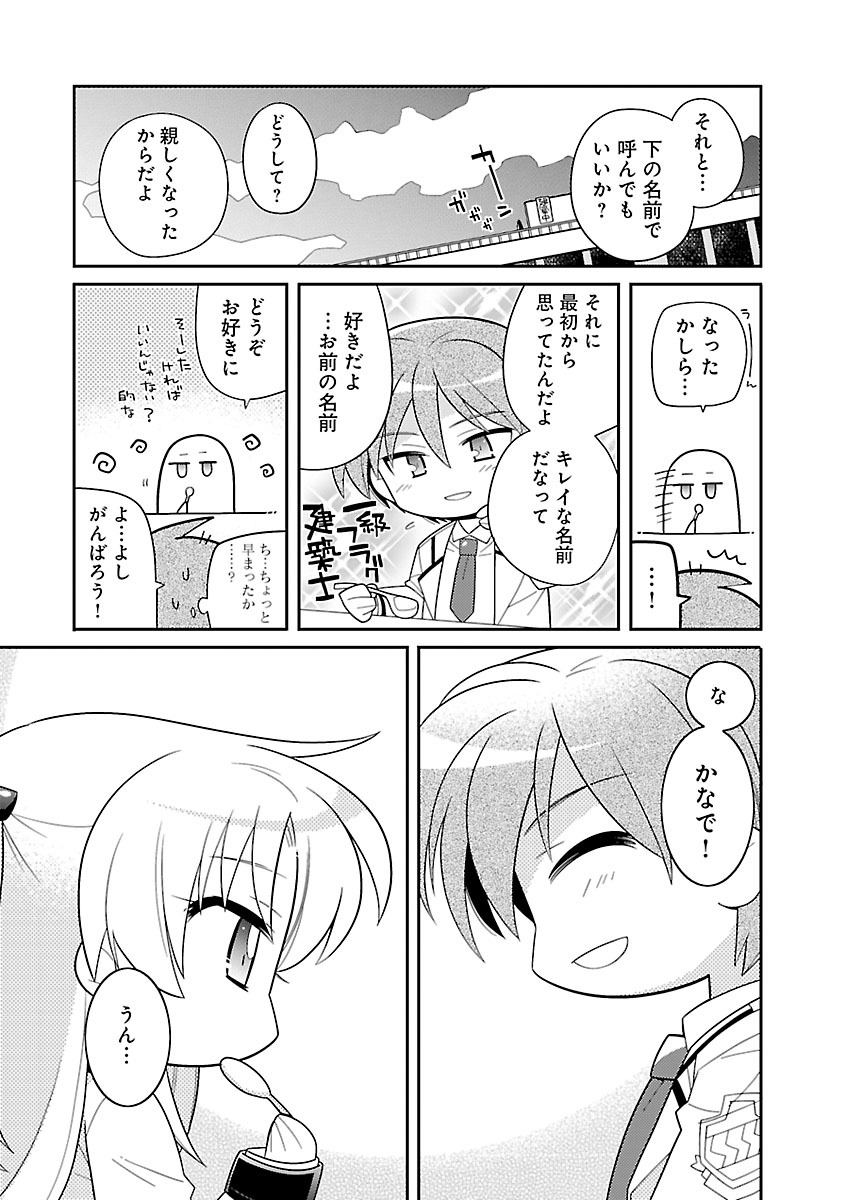 それと…
下の名前で
呼んでも
いいか？
カーーン
ガガガ
どうして？
親しくなった
からだよ
うーーん
なった
かしら…
…！
それに
最初から
思ってたんだよ
キレイな名前
だなって
好きだよ
…お前の名前
一級
フラグ
建築士
どうぞ
お好きに
そーした
ければ
いいんじゃない？
的な
ち…ちょっと
早まったか
……？
よ…よし
がんばろう！
な
かなで！
うん…